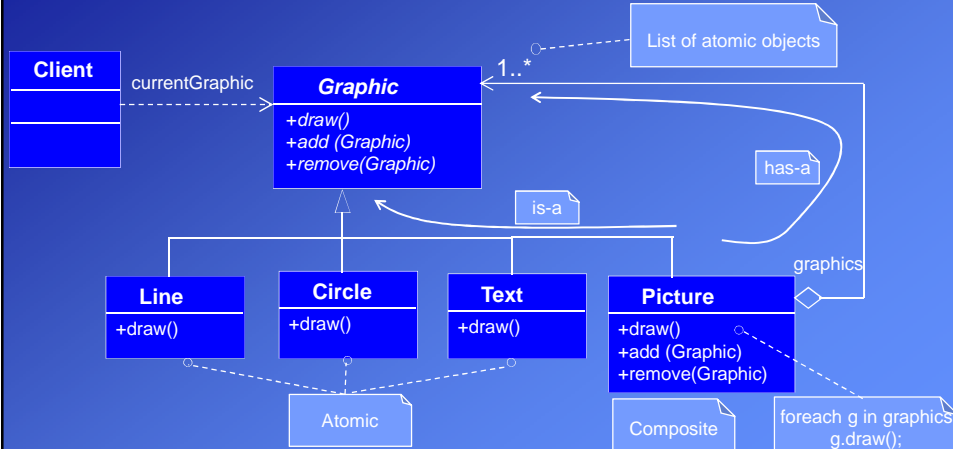 List of atomic objects
Client
currentGraphic
1..*
Graphic
+draw()
+add (Graphic)
+remove(Graphic)
has-a
is-a
graphics
Line
+draw()
Circle
+draw()
Text
+draw()
Picture
+draw()
+add (Graphic)
+remove(Graphic)
Atomic
Composite
foreach g in graphics
g.draw();